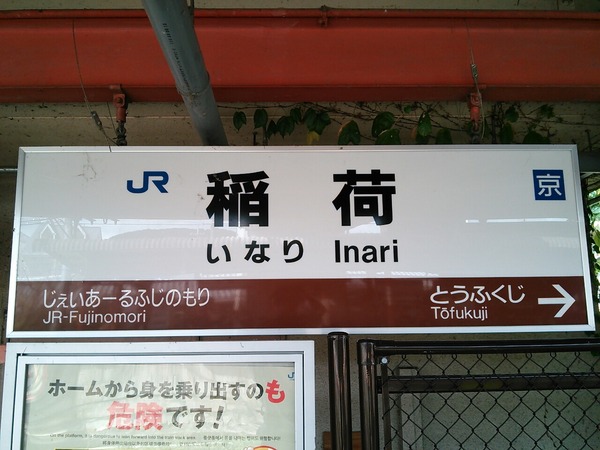 JR 稲荷 京
いなり Inari
じぇいあーるふじのもり とうふくじ
JR-Fujinomori Tōfukuji
ホームから身を乗り出すのも
危険です!